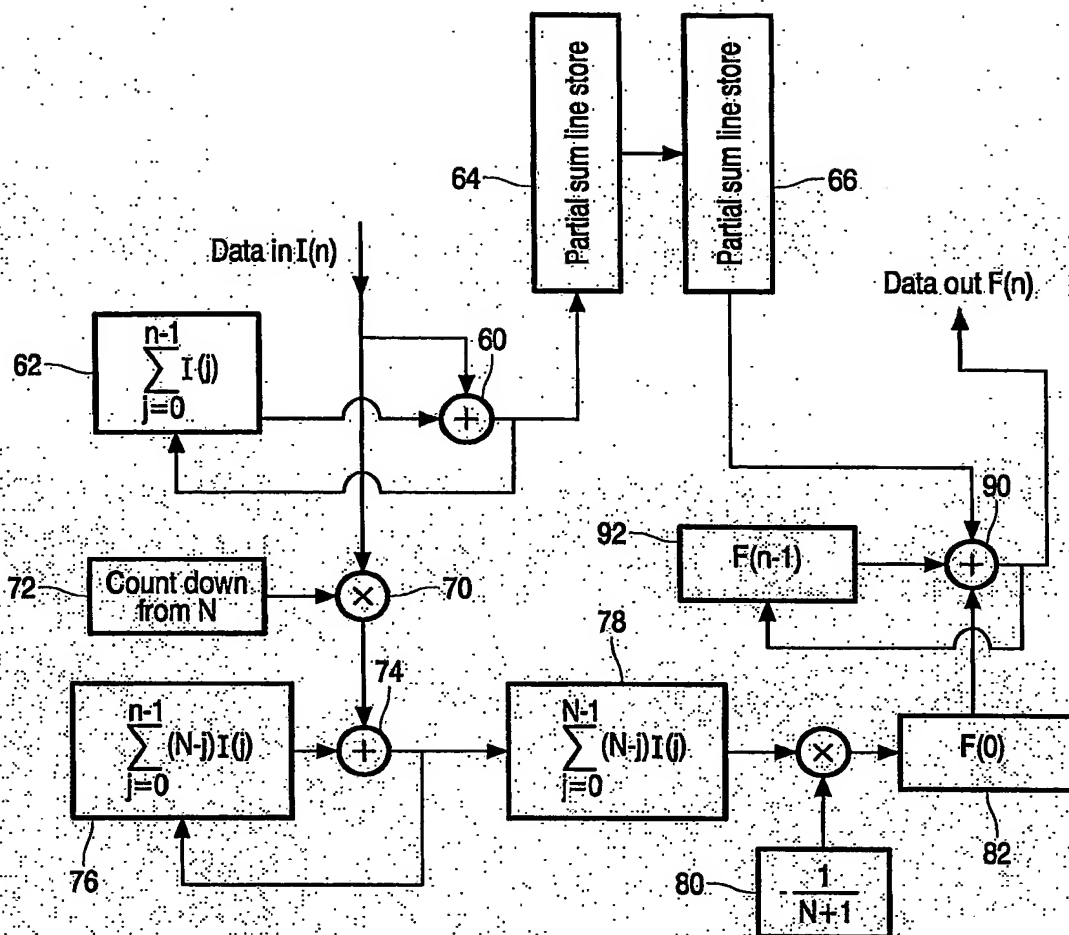 Partial sum line store
64
Partial sum line store
66
Data in I(n)
Data out F(n)
62
n-1
∑ I(j)
j=0
60
+
90
92
F(n-1)
+
72
Count down
from N
×
70
78
74
n-1
∑ (N-j)I(j)
j=0
+
N-1
∑ (N-j)I(j)
j=0
×
F(0)
76
80
- 1
N+1
82